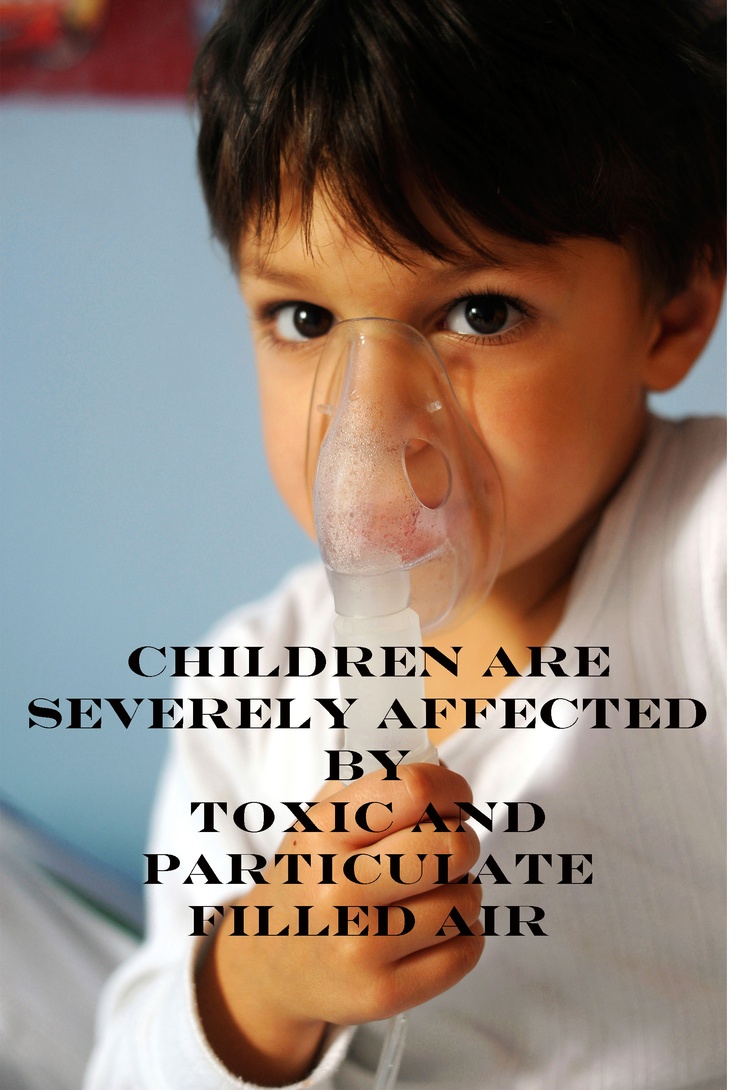 CHILDREN ARE
SEVERELY AFFECTED
BY
TOXIC AND
PARTICULATE
FILLED AIR